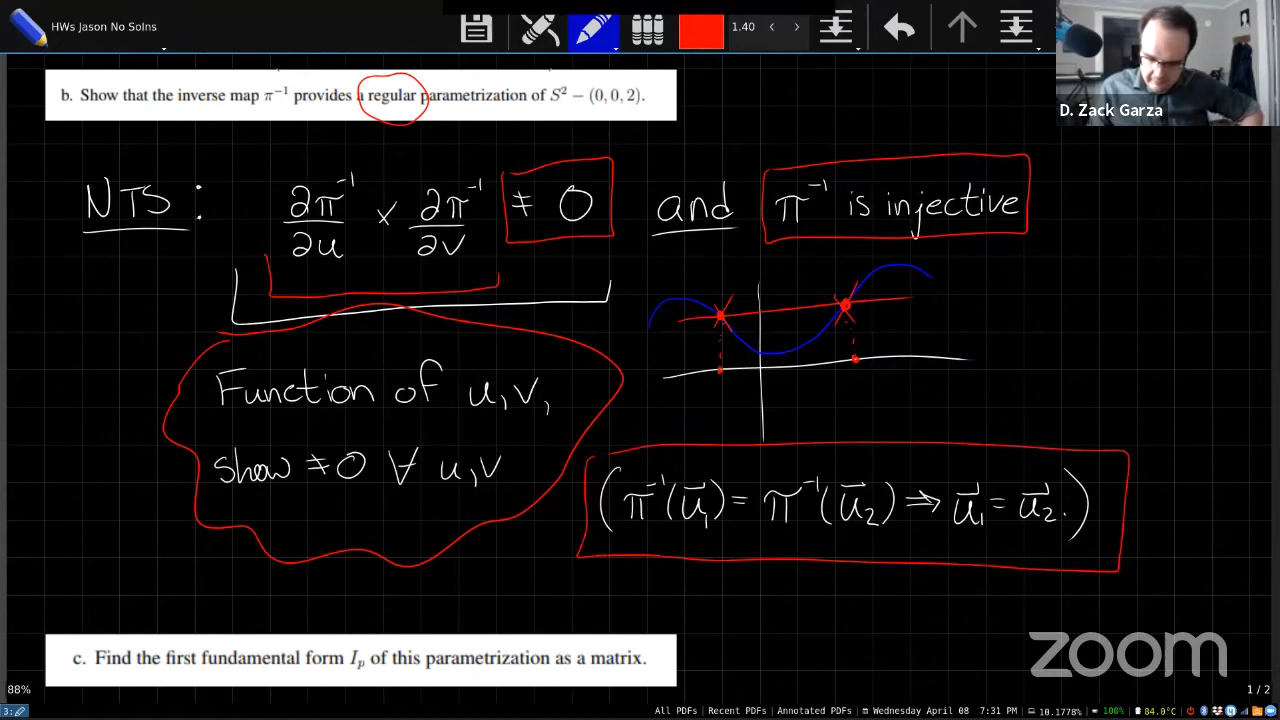 HWs Jason No Solns
1.40
b. Show that the inverse map π⁻¹ provides a regular parametrization of S² − (0, 0, 2).
D. Zack Garza
NTS: ∂π⁻¹/∂u × ∂π⁻¹/∂v ≠ 0 and π⁻¹ is injective
Function of u,v,
show ≠0 ∀ u,v
(π⁻¹(u⃗₁) = π⁻¹(u⃗₂) ⇒ u⃗₁ = u⃗₂.)
c. Find the first fundamental form Iₚ of this parametrization as a matrix.
zoom
88%
1 / 2
3:
All PDFs | Recent PDFs | Annotated PDFs | Wednesday April 08 | 7:31 PM | 10.1778% | 100% | 84.0°C |